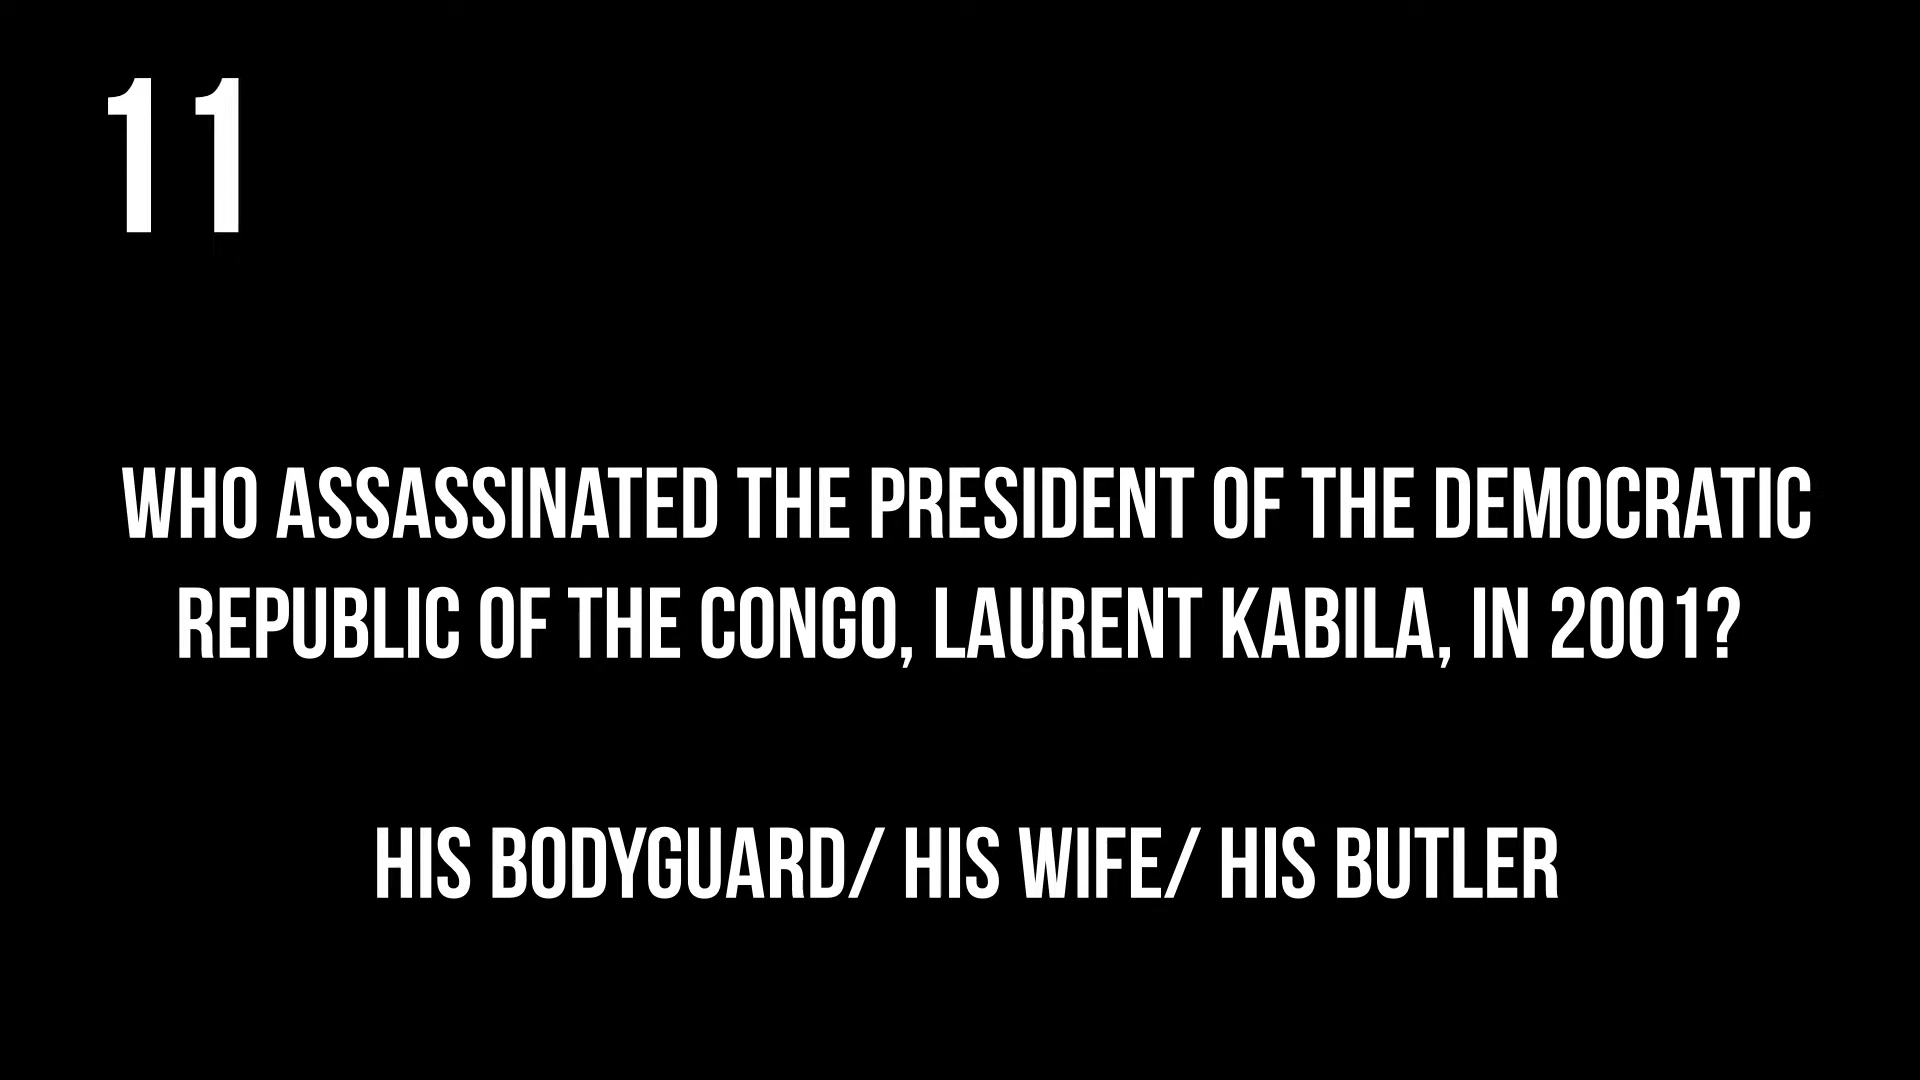 11
WHO ASSASSINATED THE PRESIDENT OF THE DEMOCRATIC
REPUBLIC OF THE CONGO, LAURENT KABILA, IN 2001?
HIS BODYGUARD/ HIS WIFE/ HIS BUTLER